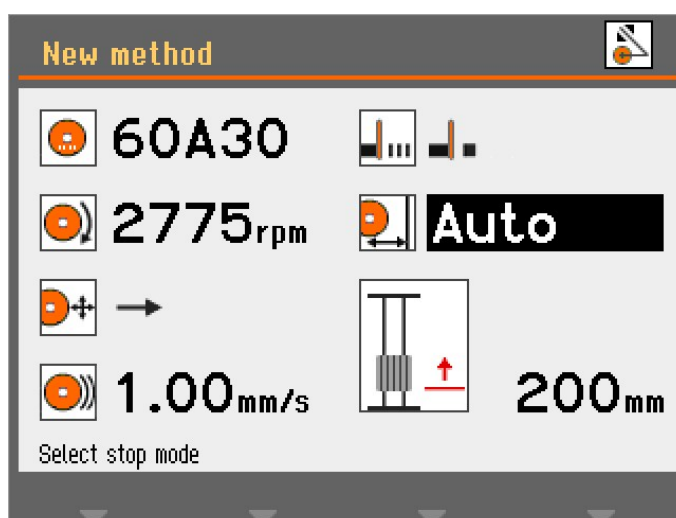 New method
60A30
2775rpm
Auto
1.00mm/s
200mm
Select stop mode